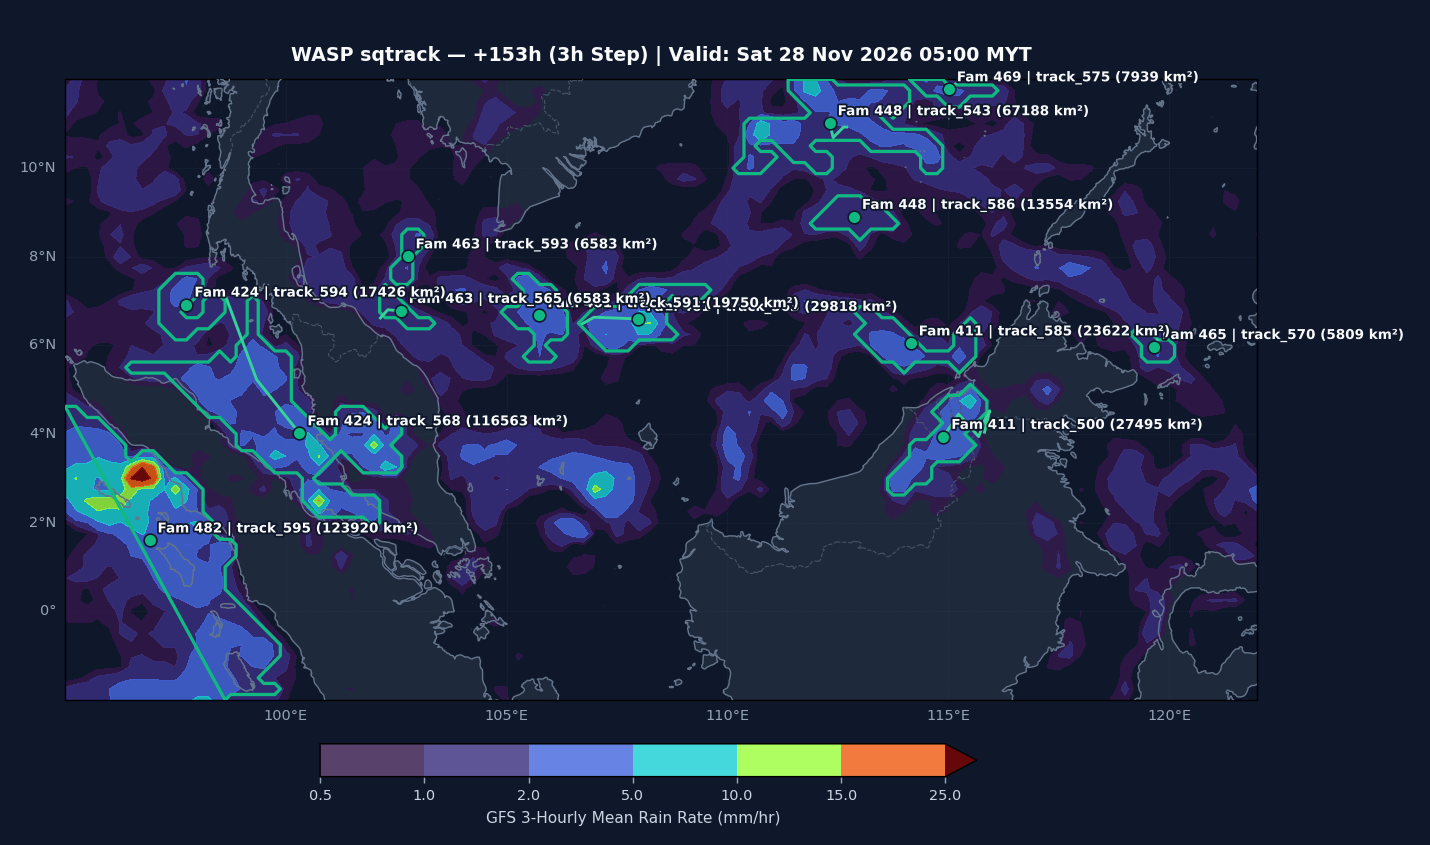 WASP sqtrack — +153h (3h Step) | Valid: Sat 28 Nov 2026 05:00 MYT
Fam 469 | track_575 (7939 km²)
Fam 448 | track_543 (67188 km²)
10°N
Fam 448 | track_586 (13554 km²)
Fam 463 | track_593 (6583 km²)
8°N
Fam 424 | track_594 (17426 km²)
Fam 463 | track_565 (6583 km²)
track_591 (19750 km²)
(29818 km²)
Fam 411 | track_585 (23622 km²)
am 465 | track_570 (5809 km²)
6°N
Fam 424 | track_568 (116563 km²)
Fam 411 | track_500 (27495 km²)
4°N
Fam 482 | track_595 (123920 km²)
2°N
0°
100°E 105°E 110°E 115°E 120°E
0.5 1.0 2.0 5.0 10.0 15.0 25.0
GFS 3-Hourly Mean Rain Rate (mm/hr)